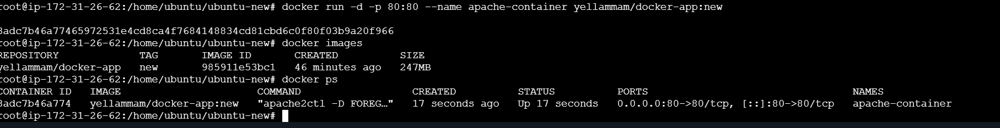 root@ip-172-31-26-62:/home/ubuntu/ubuntu-new# docker run -d -p 80:80 --name apache-container yellammam/docker-app:new
3adc7b46a77465972531e4cd8ca4f7684148834cd81cbd6c0f80f03b9a20f966
root@ip-172-31-26-62:/home/ubuntu/ubuntu-new# docker images
REPOSITORY TAG IMAGE ID CREATED SIZE
yellammam/docker-app new 985911e53bc1 46 minutes ago 247MB
root@ip-172-31-26-62:/home/ubuntu/ubuntu-new# docker ps
CONTAINER ID IMAGE COMMAND CREATED STATUS PORTS NAMES
3adc7b46a774 yellammam/docker-app:new "apache2ctl -D FOREG…" 17 seconds ago Up 17 seconds 0.0.0.0:80->80/tcp, [::]:80->80/tcp apache-container
root@ip-172-31-26-62:/home/ubuntu/ubuntu-new#